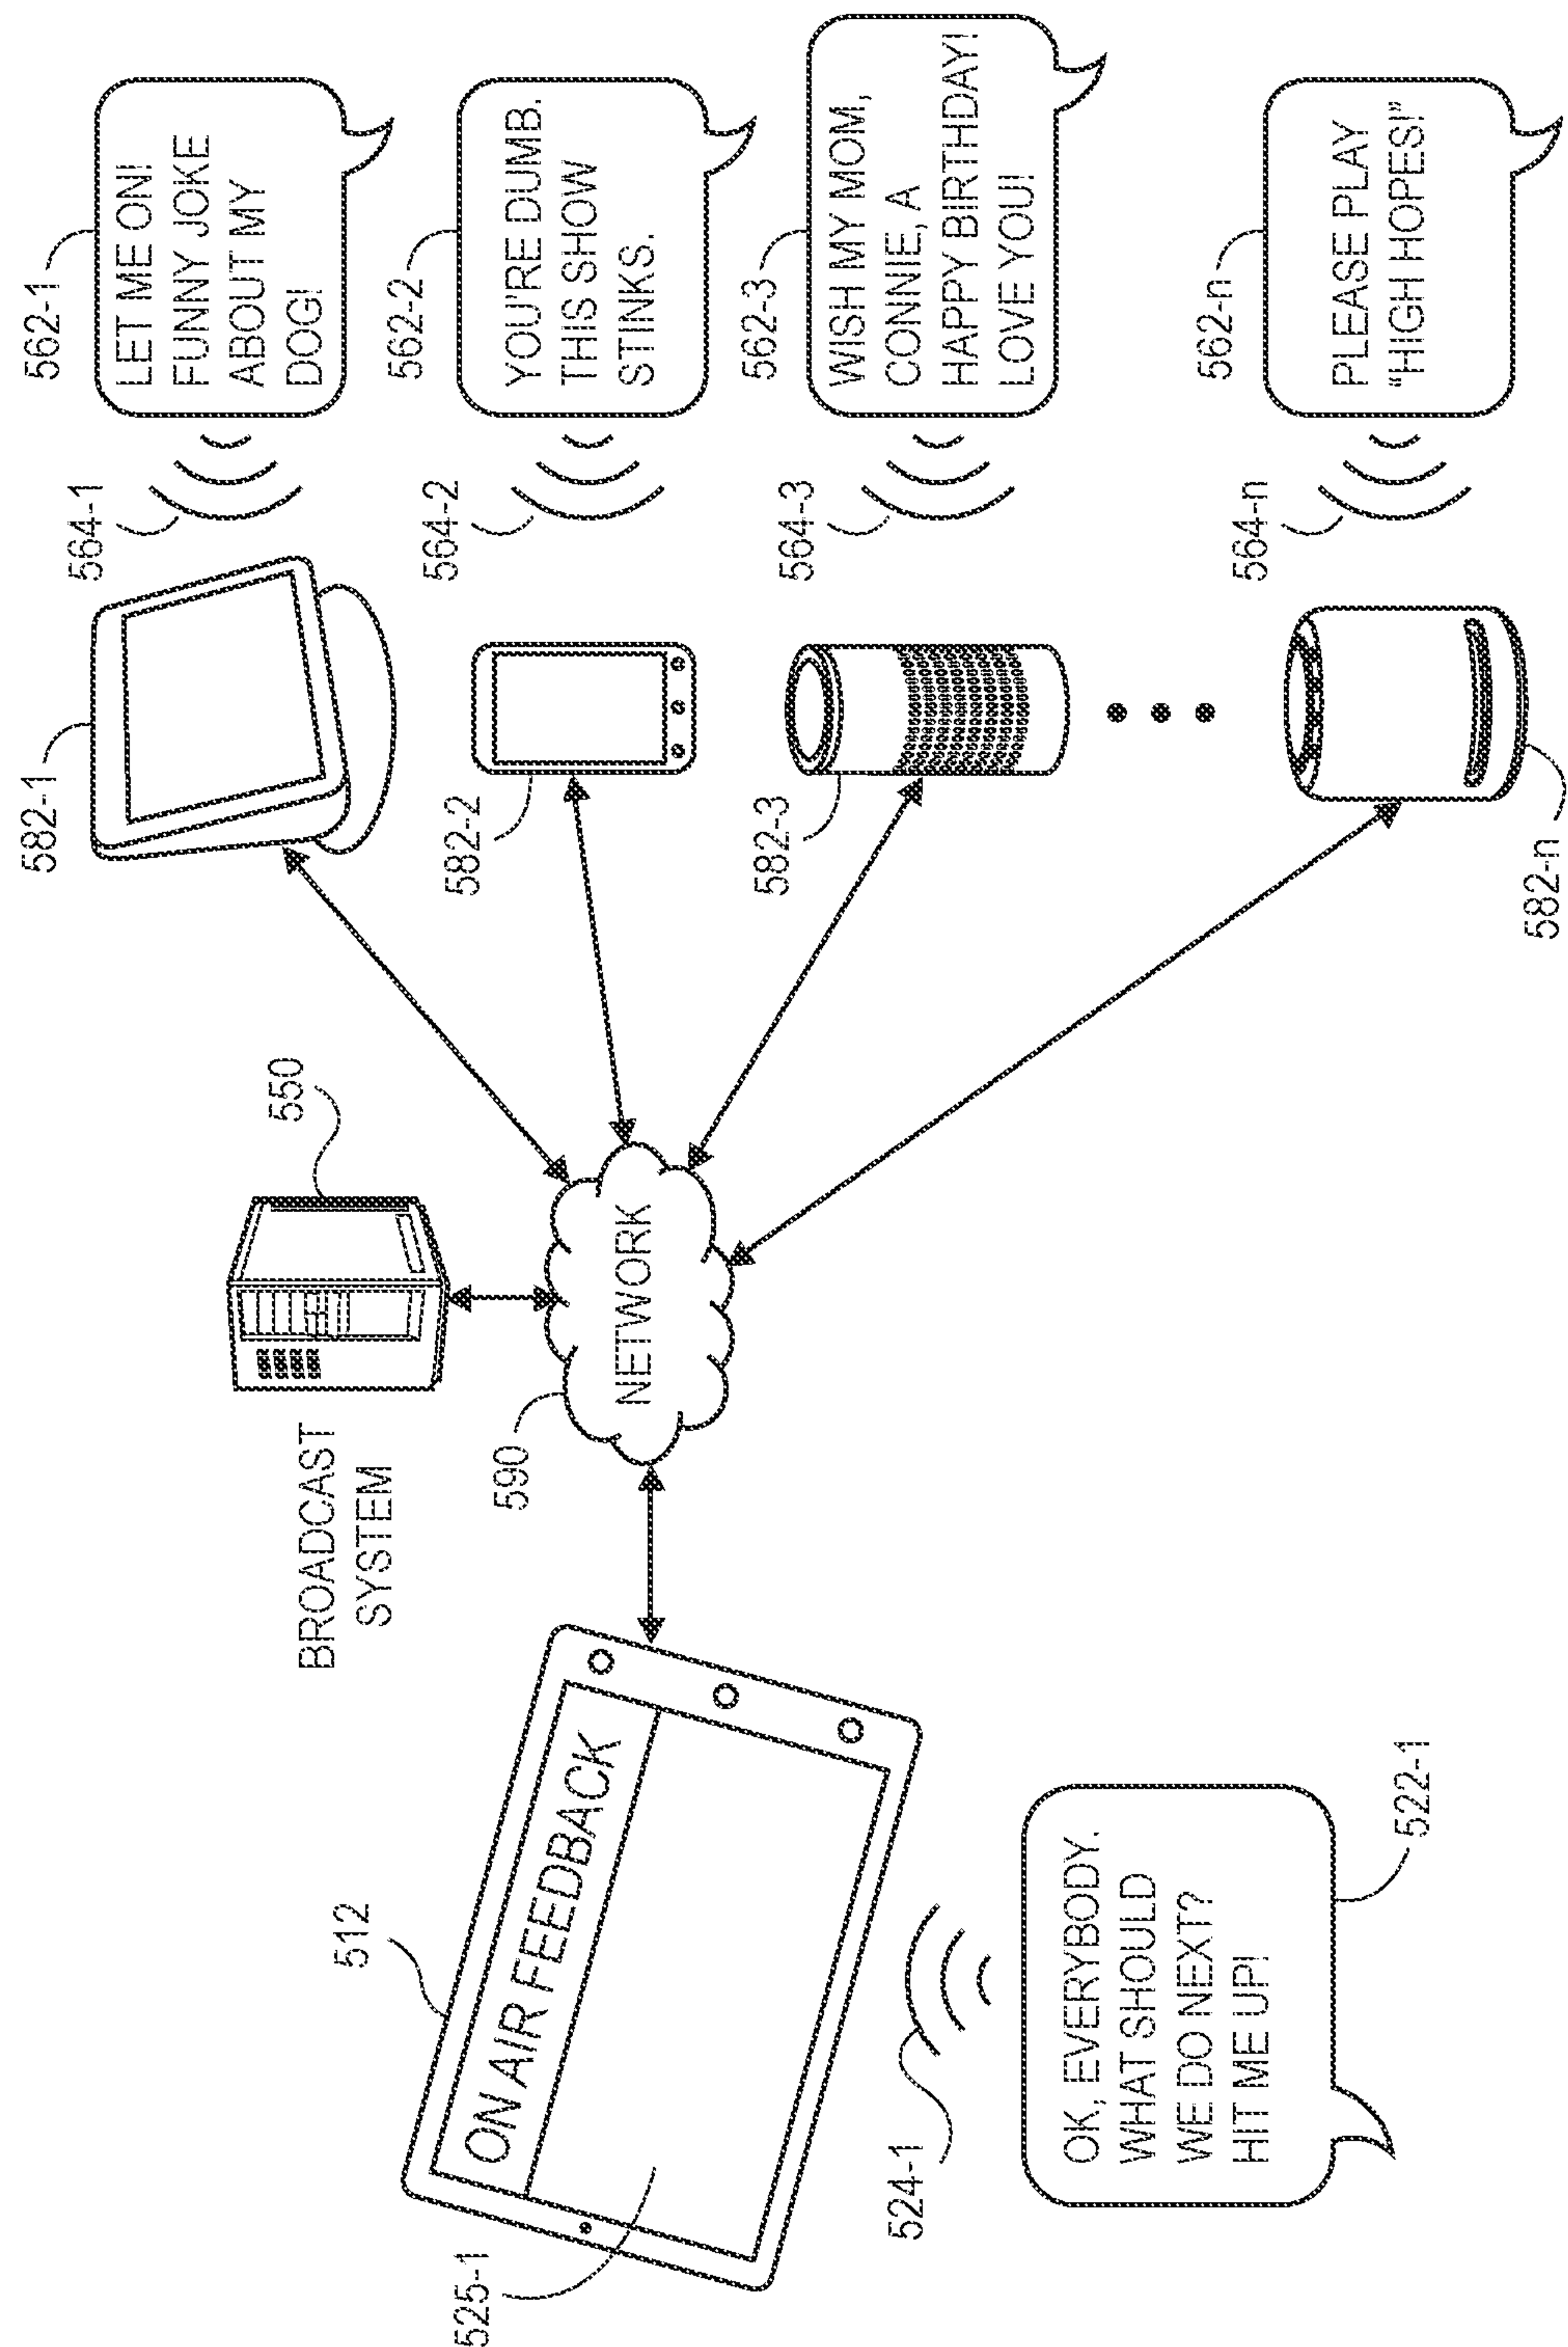 BROADCAST
SYSTEM
550
512
ON AIR FEEDBACK
525-1
524-1
OK, EVERYBODY.
WHAT SHOULD
WE DO NEXT?
HIT ME UP!
522-1
590
NETWORK
582-1
564-1
562-1
LET ME ON!
FUNNY JOKE
ABOUT MY
DOG!
582-2
564-2
562-2
YOU'RE DUMB.
THIS SHOW
STINKS.
582-3
564-3
562-3
WISH MY MOM,
CONNIE, A
HAPPY BIRTHDAY!
LOVE YOU!
582-n
564-n
562-n
PLEASE PLAY
“HIGH HOPES!”